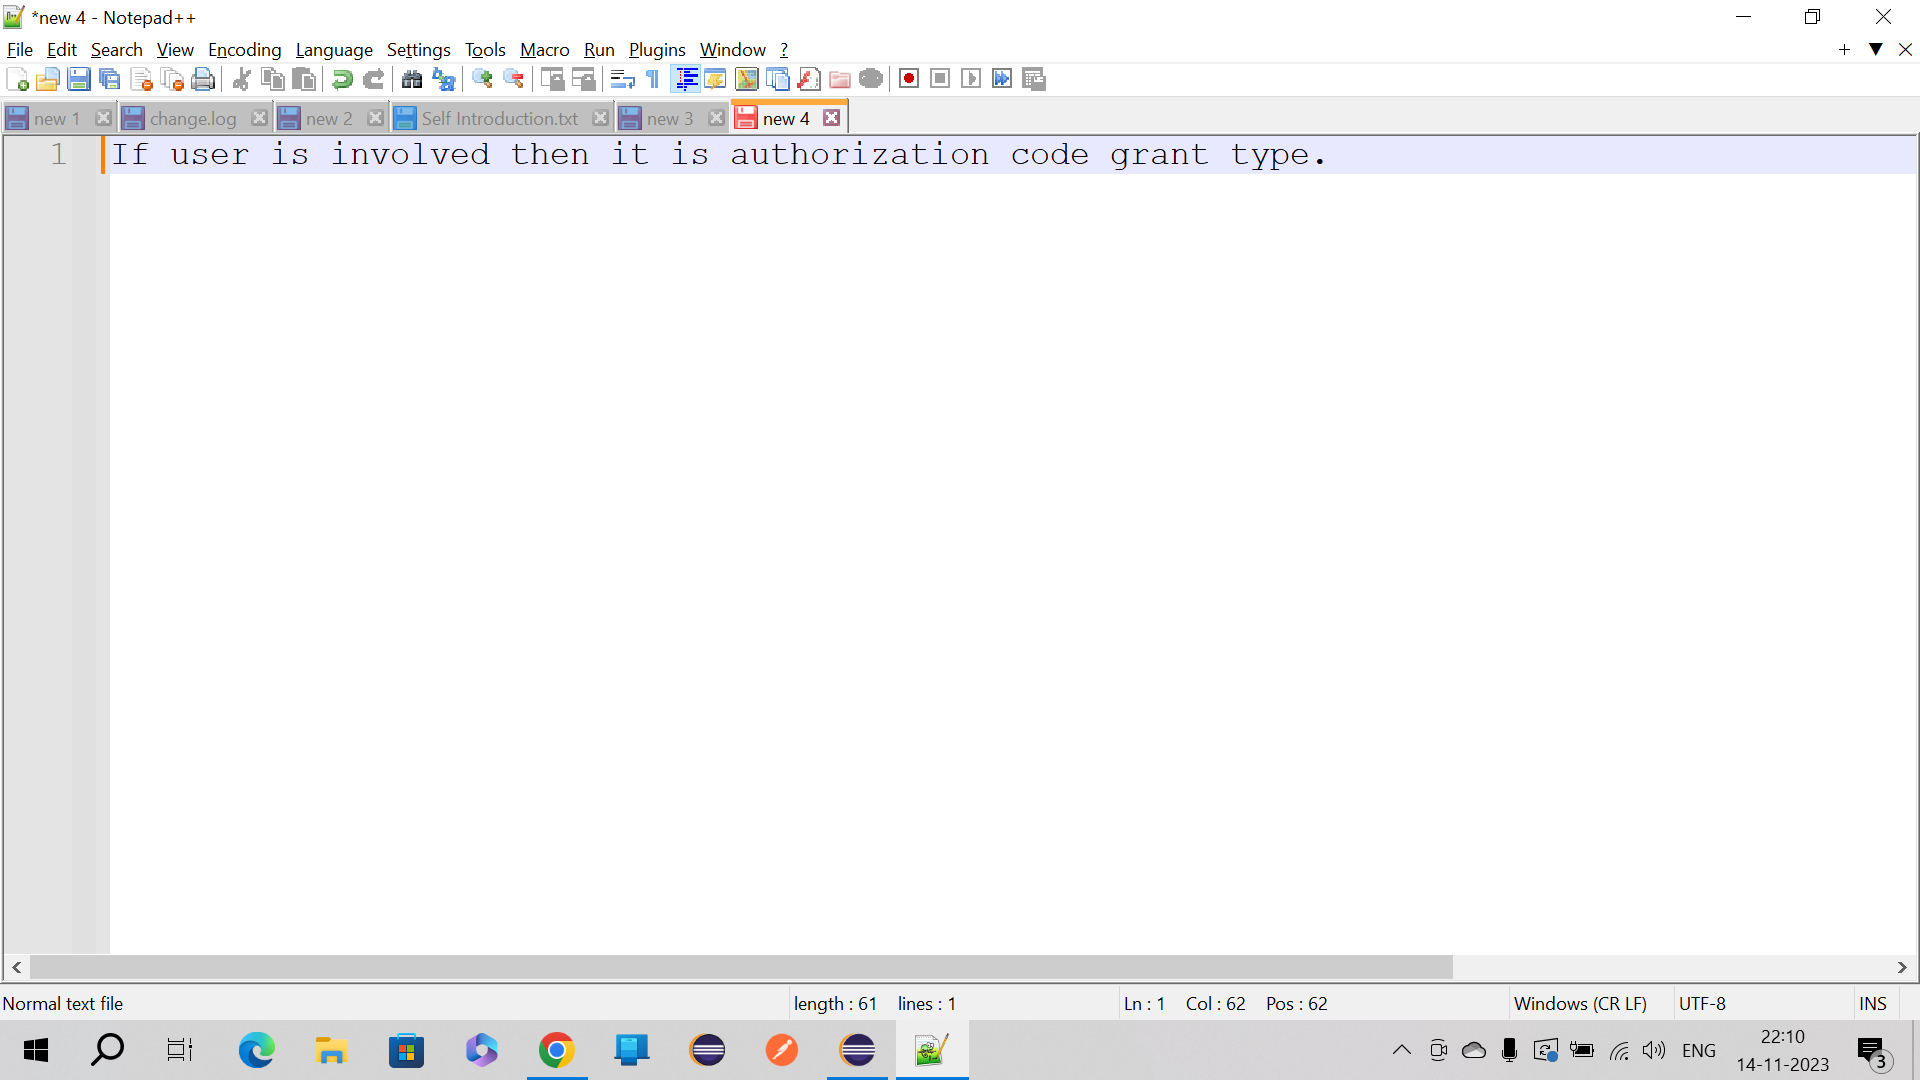 *new 4 - Notepad++
File Edit Search View Encoding Language Settings Tools Macro Run Plugins Window ?
new 1 change.log new 2 Self Introduction.txt new 3 new 4
1 If user is involved then it is authorization code grant type.
Normal text file length : 61 lines : 1 Ln : 1 Col : 62 Pos : 62 Windows (CR LF) UTF-8 INS
ENG 22:10 3
14-11-2023